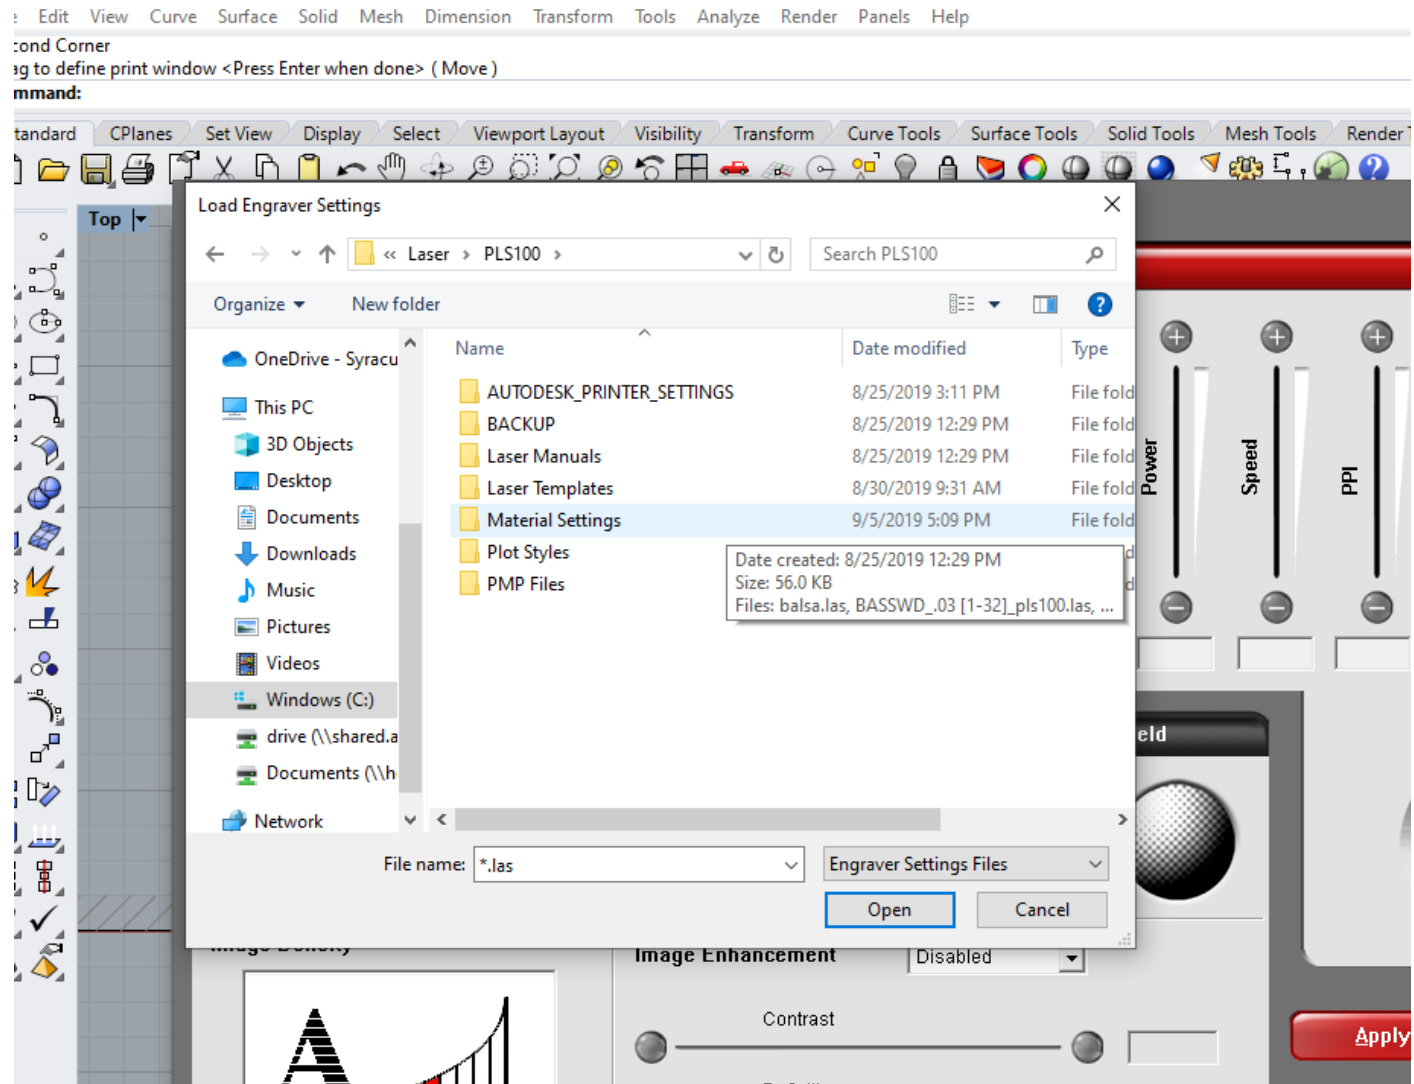 Edit View Curve Surface Solid Mesh Dimension Transform Tools Analyze Render Panels Help
cond Corner
ag to define print window <Press Enter when done> ( Move )
mmand:
tandard CPlanes Set View Display Select Viewport Layout Visibility Transform Curve Tools Surface Tools Solid Tools Mesh Tools Render T
Top
Load Engraver Settings
« Laser > PLS100 >
Search PLS100
Organize New folder
Name Date modified Type
OneDrive - Syracu
This PC
3D Objects
Desktop
Documents
Downloads
Music
Pictures
Videos
Windows (C:)
drive (\\shared.a
Documents (\\h
Network
AUTODESK_PRINTER_SETTINGS 8/25/2019 3:11 PM File fold
BACKUP 8/25/2019 12:29 PM File fold
Laser Manuals 8/25/2019 12:29 PM File fold
Laser Templates 8/30/2019 9:31 AM File fold
Material Settings 9/5/2019 5:09 PM File fold
Plot Styles
PMP Files
Date created: 8/25/2019 12:29 PM
Size: 56.0 KB
Files: balsa.las, BASSWD_.03 [1-32]_pls100.las, ...
File name: *.las
Engraver Settings Files
Open Cancel
Power
Speed
PPI
eld
Image Density
Image Enhancement Disabled
Contrast
A
Apply